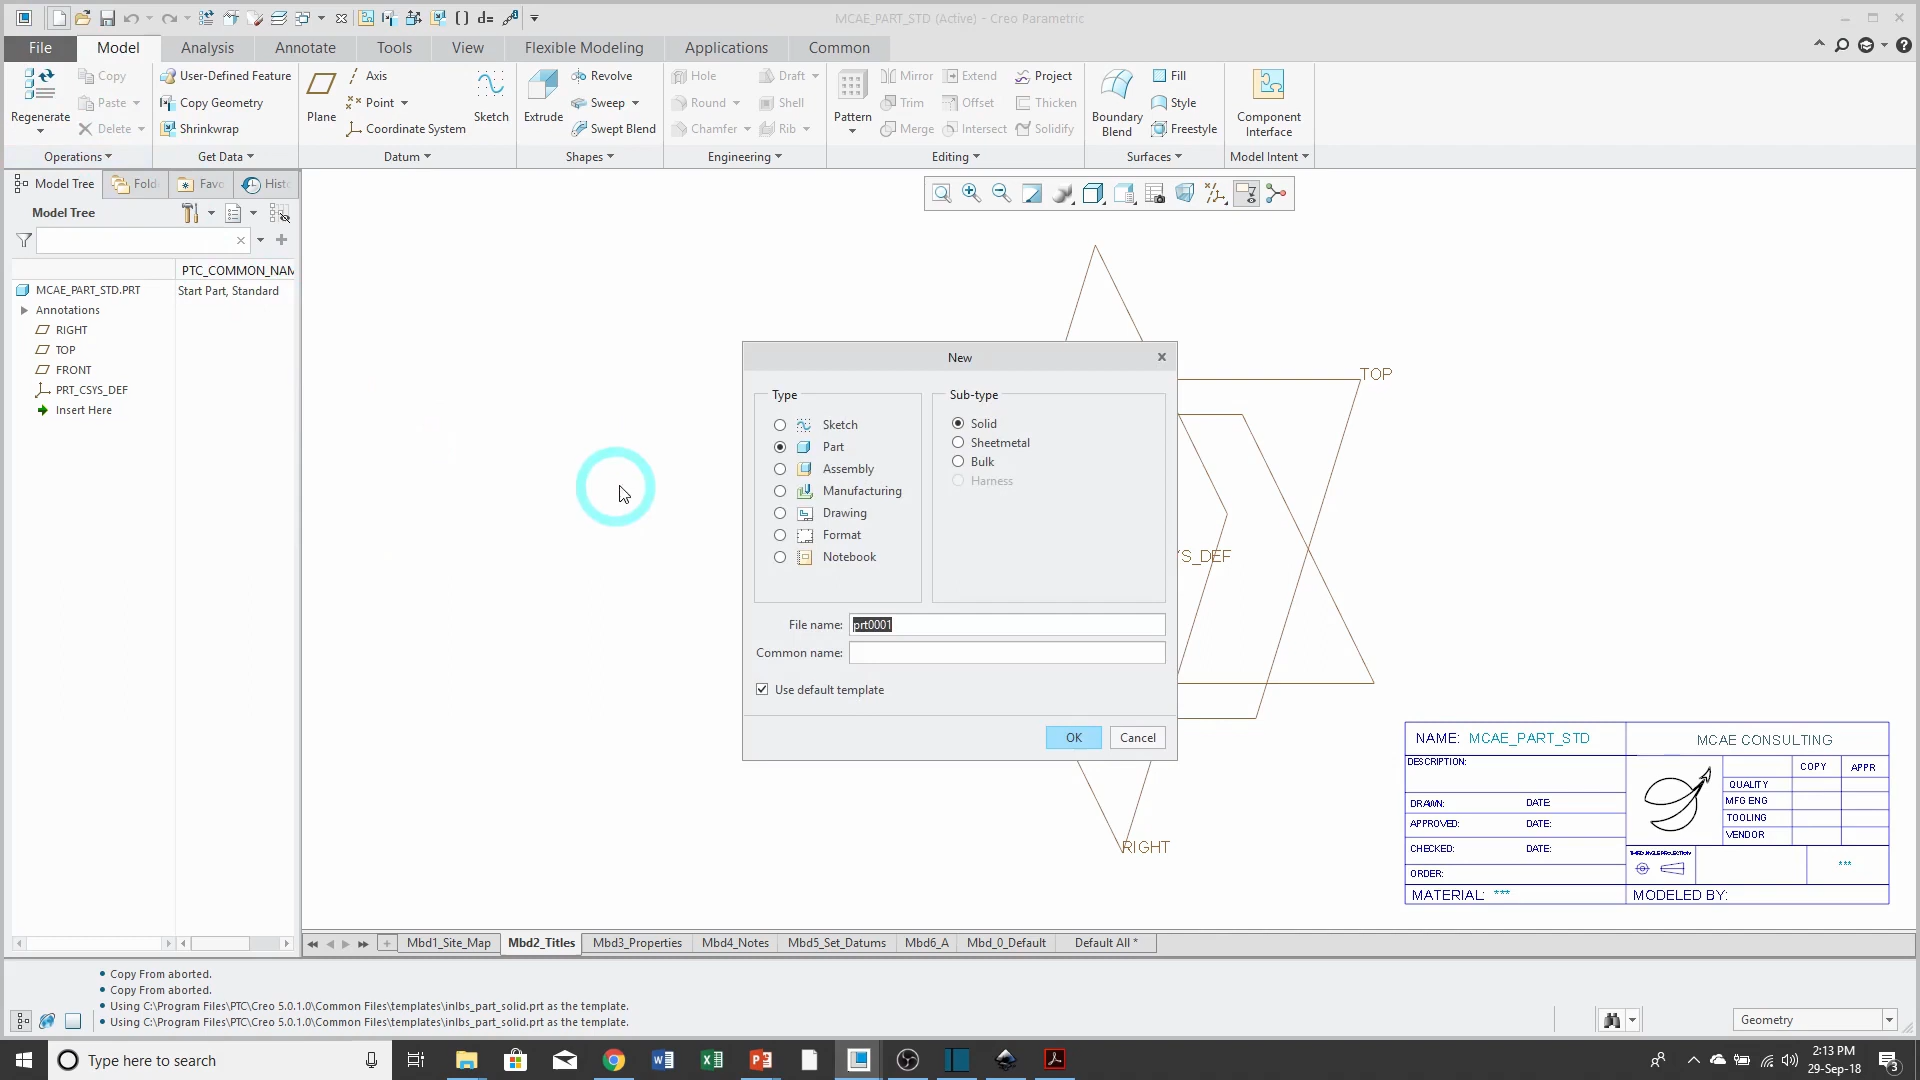 MCAE_PART_STD (Active) - Creo Parametric
File Model Analysis Annotate Tools View Flexible Modeling Applications Common
Regenerate
Copy
Paste
Delete
User-Defined Feature
Copy Geometry
Shrinkwrap
Plane
Axis
Point
Coordinate System
Sketch
Extrude
Revolve
Sweep
Swept Blend
Hole
Round
Chamfer
Draft
Shell
Rib
Pattern
Mirror
Trim
Merge
Extend
Offset
Intersect
Project
Thicken
Solidify
Boundary
Blend
Fill
Style
Freestyle
Component
Interface
Operations Get Data Datum Shapes Engineering Editing Surfaces Model Intent
Model Tree Fold Favo Histo
Model Tree
PTC_COMMON_NAM
MCAE_PART_STD.PRT Start Part, Standard
Annotations
RIGHT
TOP
FRONT
PRT_CSYS_DEF
Insert Here
TOP
YS_DEF
RIGHT
New
Type
Sketch
Part
Assembly
Manufacturing
Drawing
Format
Notebook
Sub-type
Solid
Sheetmetal
Bulk
Harness
File name: prt0001
Common name:
Use default template
OK Cancel
NAME: MCAE_PART_STD
DESCRIPTION:
DRAWN: DATE:
APPROVED: DATE:
CHECKED: DATE:
ORDER:
MATERIAL: ***
MCAE CONSULTING
COPY APPR
QUALITY
MFG ENG
TOOLING
VENDOR
THIRD ANGLE PROJECTION
***
MODELED BY:
Mbd1_Site_Map Mbd2_Titles Mbd3_Properties Mbd4_Notes Mbd5_Set_Datums Mbd6_A Mbd_0_Default Default All *
Copy From aborted.
Copy From aborted.
Using C:\Program Files\PTC\Creo 5.0.1.0\Common Files\templates\inlbs_part_solid.prt as the template.
Using C:\Program Files\PTC\Creo 5.0.1.0\Common Files\templates\inlbs_part_solid.prt as the template.
Geometry
Type here to search
2:13 PM
29-Sep-18
3